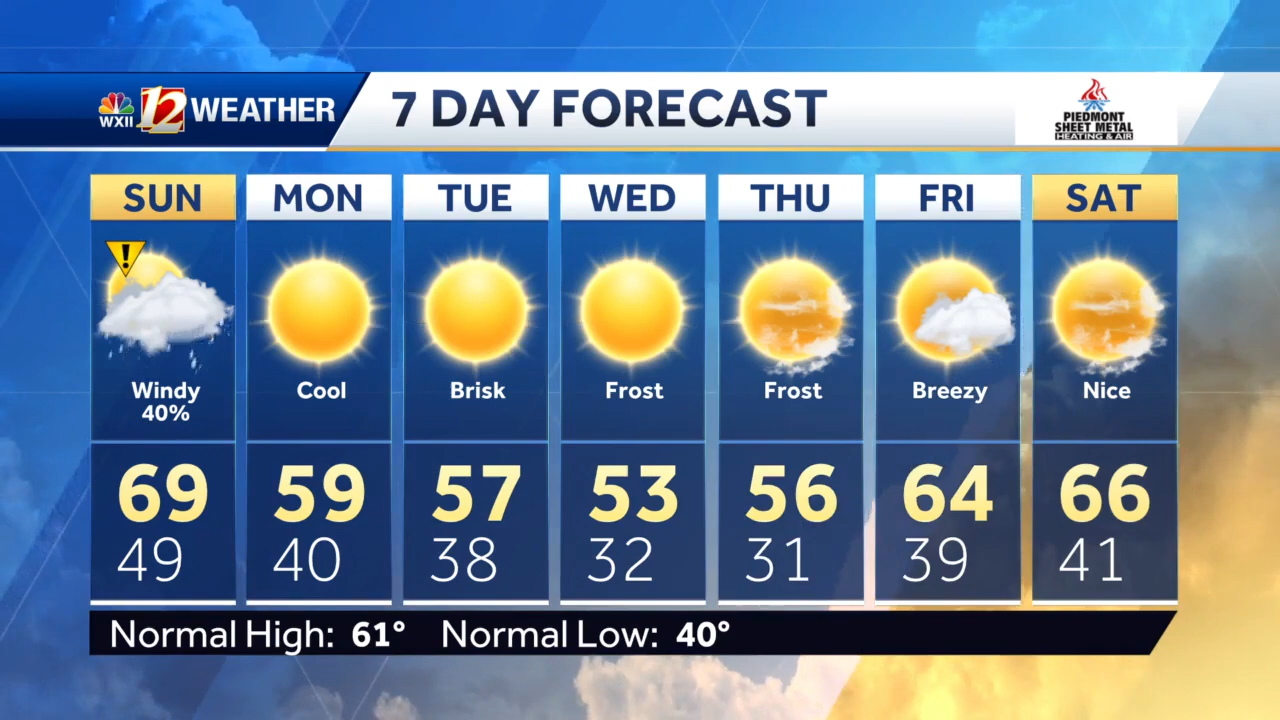 WXII 12 WEATHER
7 DAY FORECAST
PIEDMONT
SHEET METAL
HEATING & AIR
SUN MON TUE WED THU FRI SAT
!
Windy Cool Brisk Frost Frost Breezy Nice
40%
69 59 57 53 56 64 66
49 40 38 32 31 39 41
Normal High: 61° Normal Low: 40°